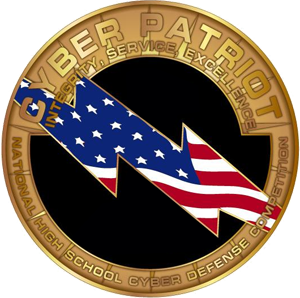 CYBER PATRIOT
INTEGRITY, SERVICE, EXCELLENCE
NATIONAL HIGH SCHOOL CYBER DEFENSE COMPETITION